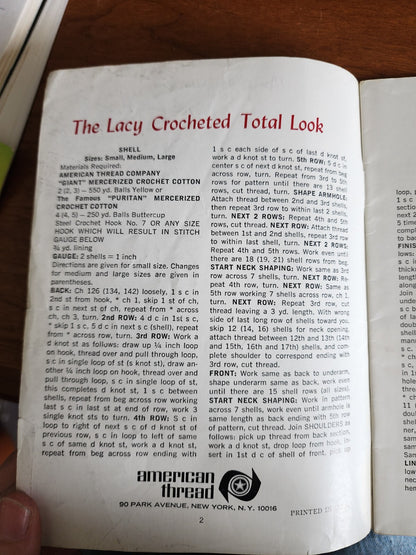 The Lacy Crocheted Total Look
SHELL
Sizes: Small, Medium, Large
Materials Required:
AMERICAN THREAD COMPANY
"GIANT" MERCERIZED CROCHET COTTON
2 (2, 3) — 550 yd. Balls Yellow or
The Famous "PURITAN" MERCERIZED
CROCHET COTTON
4 (4, 5) — 250 yd. Balls Buttercup
Steel Crochet Hook No. 7 OR ANY SIZE
HOOK WHICH WILL RESULT IN STITCH
GAUGE BELOW
¾ yd. lining
GAUGE: 2 shells = 1 inch
Directions are given for small size. Changes
for medium and large sizes are given in
parentheses.
BACK: Ch 126 (134, 142) loosely, 1 s c in
2nd st from hook, * ch 1, skip 1 st of ch,
s c in next st of ch, repeat from * across
ch, ch 3, turn. 2nd ROW: 4 d c in 1st s c,
* skip 1 s c, 5 d c in next s c (shell), repeat
from * across row, turn. 3rd ROW: Work a
d knot st as follows: draw up ¼ inch loop
on hook, thread over and pull through loop,
s c in single loop of st (s knot st), draw an-
other ¼ inch loop on hook, thread over and
pull through loop, s c in single loop of st,
this completes d knot st, 1 s c between
shells, repeat from beg across row working
last s c in last st at end of row, work 3
single knot sts to turn. 4th ROW: S c in
loop to right of next s c of d knot st of
previous row, s c in loop to left of same
s c of same d knot st, work a d knot st,
repeat from beg across row ending with
1 s c each side of s c of last d knot st,
work a d knot st to turn. 5th ROW: 5 d c in
center s c of next d knot st, repeat from beg
across row, turn. Repeat from 3rd to 5th
rows for pattern until there are 13 shell
rows, cut thread, turn. SHAPE ARMHOLE:
Attach thread between 2nd and 3rd shells,
then repeat 3rd row to within last 2 shells,
turn. NEXT 2 ROWS: Repeat 4th and 5th
rows, cut thread. NEXT ROW: Attach thread
between 1st and 2nd shells, repeat 3rd row
to within last shell, turn. NEXT 2 ROWS:
Repeat 4th and 5th rows. Work even until
there are 18 (19, 21) shell rows from beg.
START NECK SHAPING: Work same as 3rd
row across 7 shells, turn. NEXT ROW: Re-
peat 4th row, turn. NEXT ROW: Same as
5th row working 7 shells across row, ch 1,
turn. NEXT ROW: Repeat 3rd row, cut
thread leaving a 3 yd. length. With wrong
side of last long row of shells toward you,
skip 12 (14, 16) shells for neck opening,
attach thread between 12th and 13th (14th
and 15th, 16th and 17th) shells, and com-
plete shoulder to correspond ending with
3rd row, cut thread.
FRONT: Work same as back to underarm,
shape underarm same as back, work even
until there are 15 shell rows (all sizes).
START NECK SHAPING: Work in pattern
across 7 shells, work even until armhole is
same length as back ending with 5th row
of pattern, cut thread. Join SHOULDERS as
follows: pick up thread from back section,
work a d knot st, drop loop from hook, in-
sert in 1st d c of shell of front, pick up
american
thread
90 PARK AVENUE, NEW YORK, N. Y. 10016
2
PRINTED IN